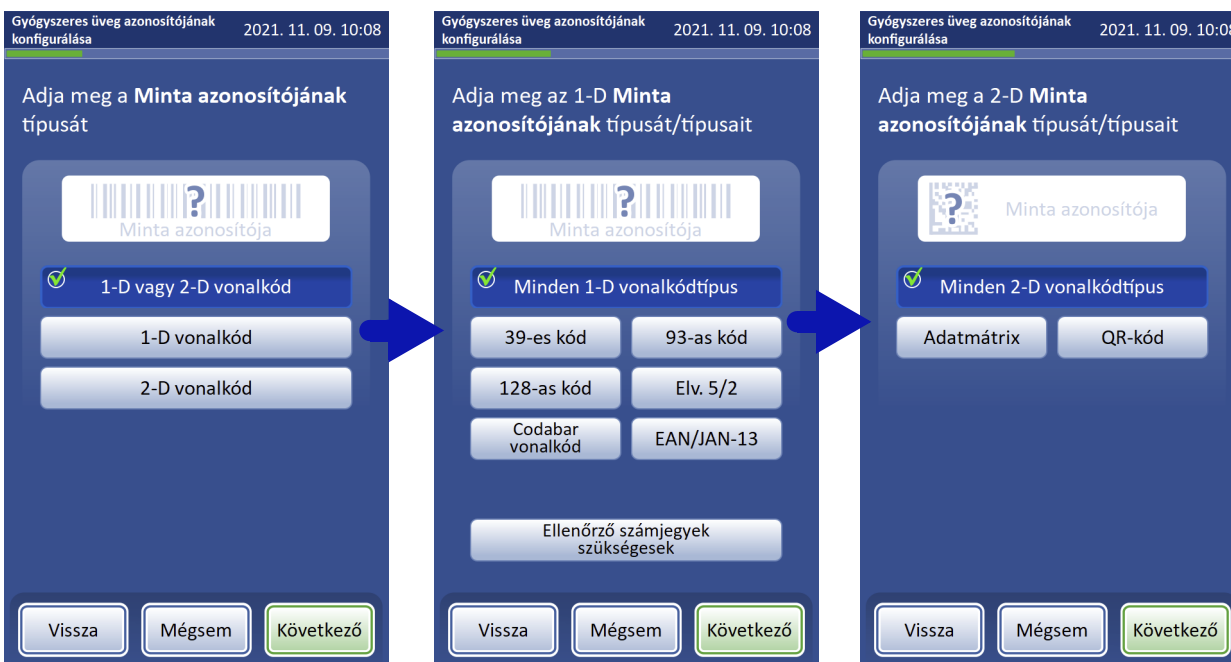 Gyógyszeres üveg azonosítójának
konfigurálása
2021. 11. 09. 10:08
Adja meg a Minta azonosítójának
típusát
?
Minta azonosítója
1-D vagy 2-D vonalkód
1-D vonalkód
2-D vonalkód
Vissza
Mégsem
Következő
Gyógyszeres üveg azonosítójának
konfigurálása
2021. 11. 09. 10:08
Adja meg az 1-D Minta
azonosítójának típusát/típusait
?
Minta azonosítója
Minden 1-D vonalkódtípus
39-es kód
93-as kód
128-as kód
Elv. 5/2
Codabar
vonalkód
EAN/JAN-13
Ellenőrző számjegyek
szükségesek
Vissza
Mégsem
Következő
Gyógyszeres üveg azonosítójának
konfigurálása
2021. 11. 09. 10:08
Adja meg a 2-D Minta
azonosítójának típusát/típusait
?
Minta azonosítója
Minden 2-D vonalkódtípus
Adatmátrix
QR-kód
Vissza
Mégsem
Következő